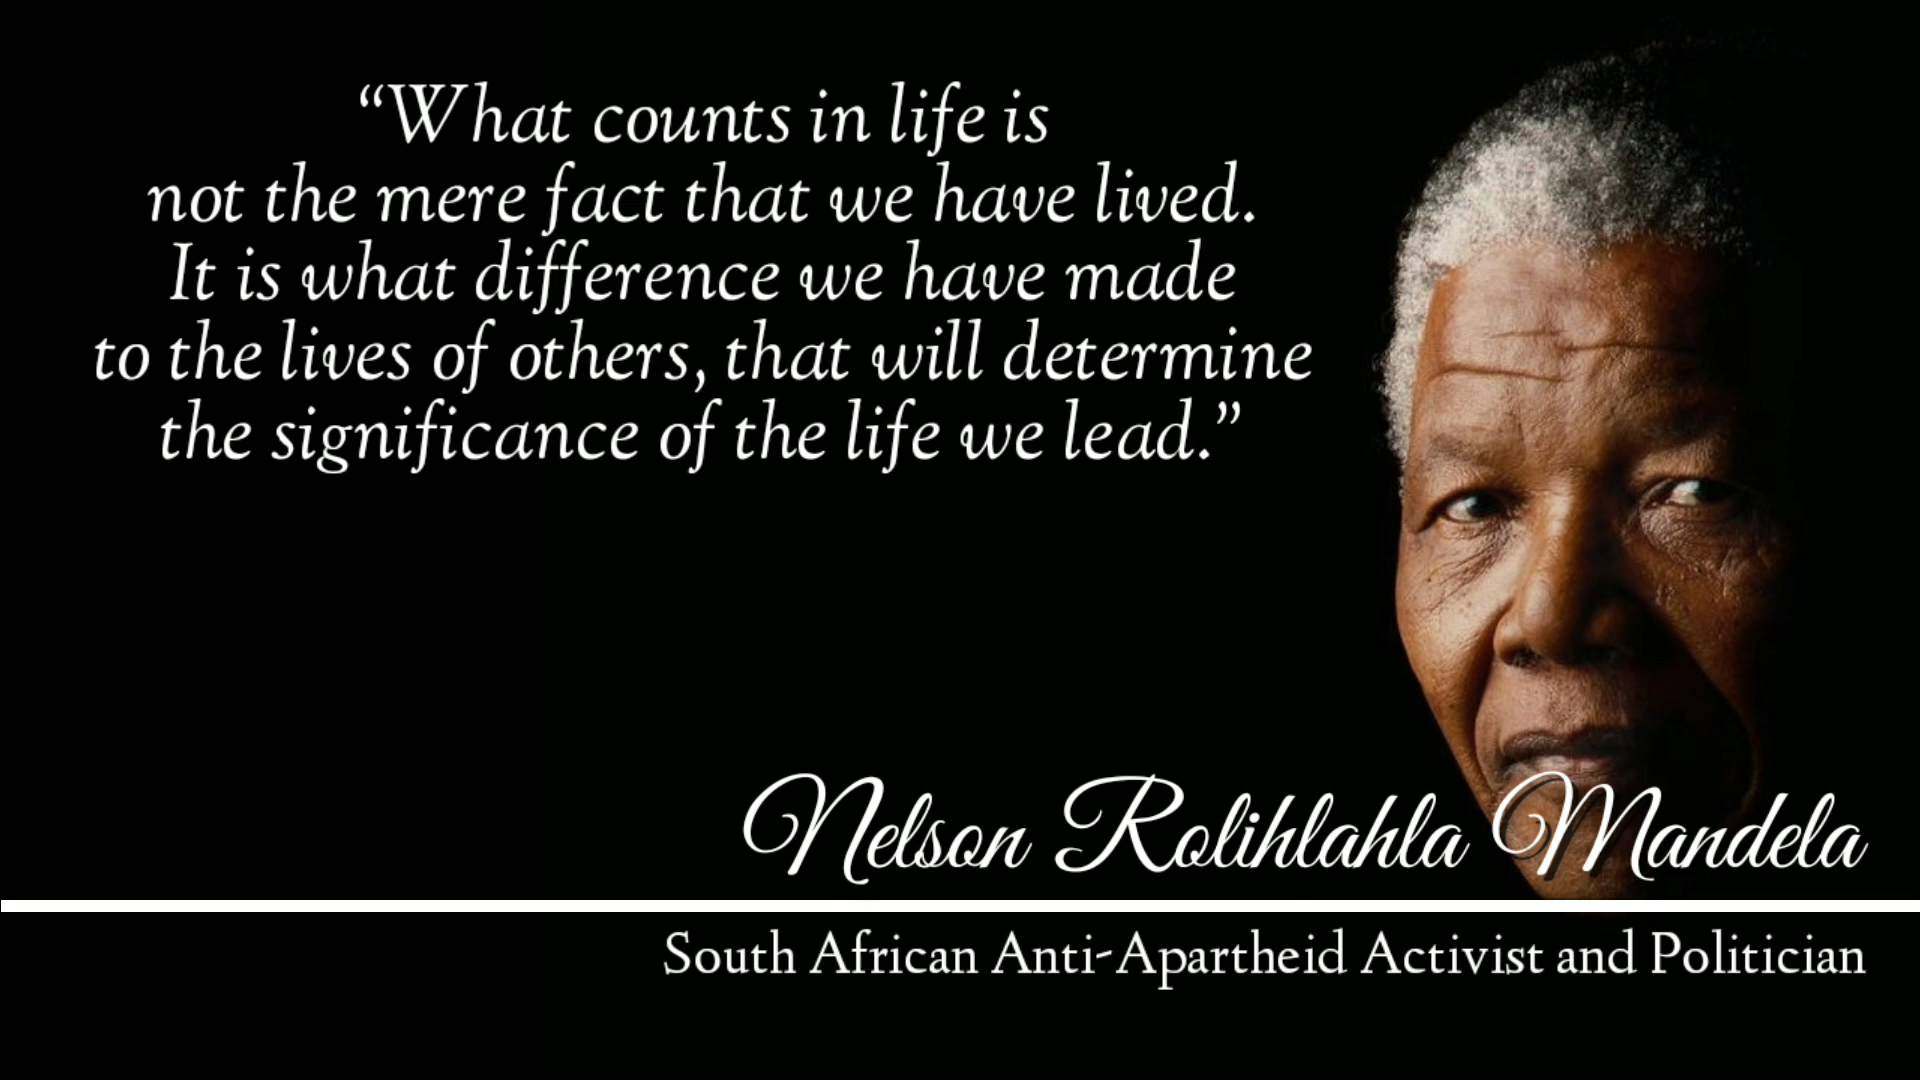 “What counts in life is
not the mere fact that we have lived.
It is what difference we have made
to the lives of others, that will determine
the significance of the life we lead.”
Nelson Rolihlahla Mandela
South African Anti-Apartheid Activist and Politician